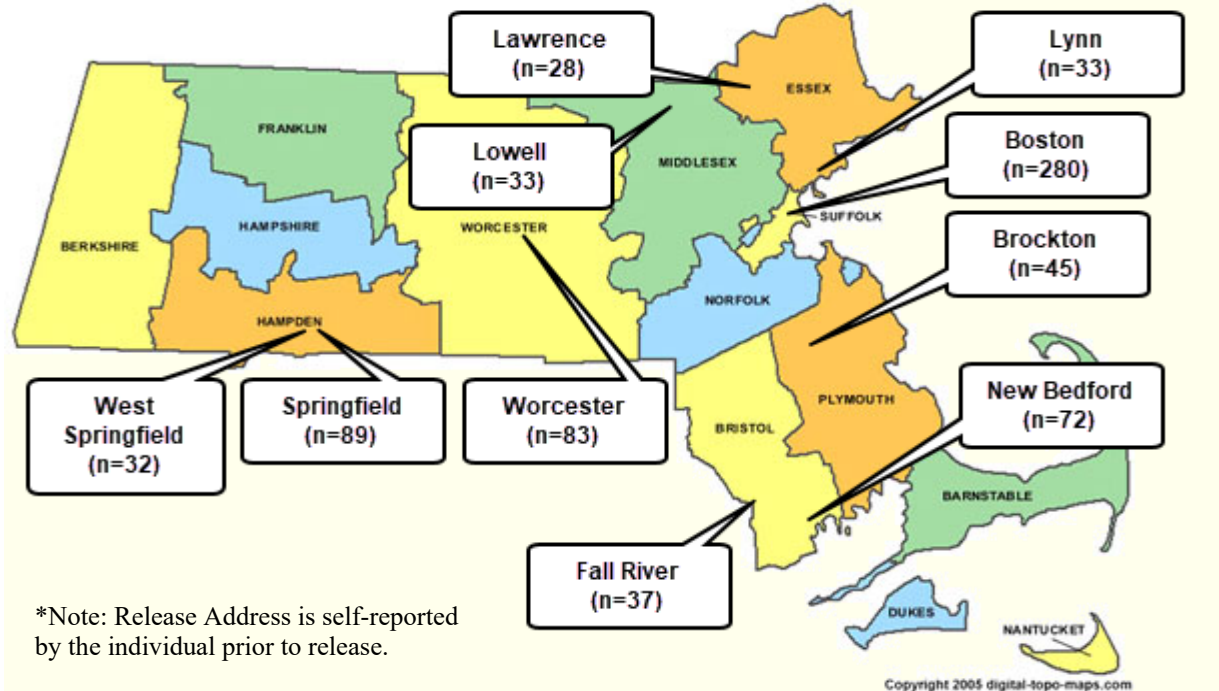 Lawrence
(n=28)
Lynn
(n=33)
ESSEX
Boston
(n=280)
FRANKLIN
Lowell
(n=33)
MIDDLESEX
SUFFOLK
HAMPSHIRE
WORCESTER
BERKSHIRE
Brockton
(n=45)
NORFOLK
HAMPDEN
West
Springfield
(n=32)
Springfield
(n=89)
Worcester
(n=83)
New Bedford
(n=72)
PLYMOUTH
BRISTOL
BARNSTABLE
Fall River
(n=37)
DUKES
NANTUCKET
*Note: Release Address is self-reported
by the individual prior to release.
Copyright 2005 digital-topo-maps.com